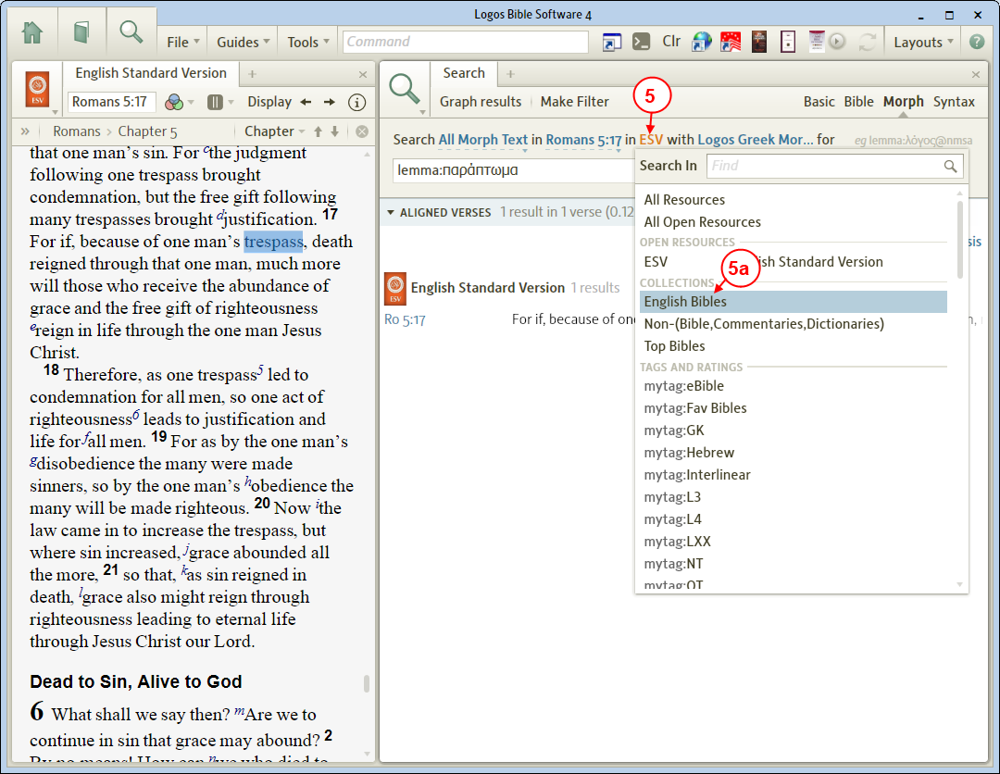 Logos Bible Software 4
File Guides Tools Command Clr Layouts
English Standard Version
ESV
Romans 5:17 Display
» Romans › Chapter 5 Chapter
that one man’s sin. For cthe judgment
following one trespass brought
condemnation, but the free gift following
many trespasses brought djustification. 17
For if, because of one man’s trespass, death
reigned through that one man, much more
will those who receive the abundance of
grace and the free gift of righteousness
ereign in life through the one man Jesus
Christ.
18 Therefore, as one trespass5 led to
condemnation for all men, so one act of
righteousness6 leads to justification and
life for fall men. 19 For as by the one man’s
gdisobedience the many were made
sinners, so by the one man’s hobedience the
many will be made righteous. 20 Now ithe
law came in to increase the trespass, but
where sin increased, jgrace abounded all
the more, 21 so that, kas sin reigned in
death, lgrace also might reign through
righteousness leading to eternal life
through Jesus Christ our Lord.
Dead to Sin, Alive to God
6 What shall we say then? mAre we to
continue in sin that grace may abound? 2
By no means! How can nwe who died to
Search
Graph results Make Filter Basic Bible Morph Syntax
5
Search All Morph Text in Romans 5:17 in ESV with Logos Greek Mor... for eg lemma:λόγος@nmsa
lemma:παράπτωμα
ALIGNED VERSES 1 result in 1 verse (0.12
sis
ESV
English Standard Version 1 results
Ro 5:17 For if, because of one
Search In Find
All Resources
All Open Resources
OPEN RESOURCES
ESV ish Standard Version
5a
COLLECTIONS
English Bibles
Non-(Bible,Commentaries,Dictionaries)
Top Bibles
TAGS AND RATINGS
mytag:eBible
mytag:Fav Bibles
mytag:GK
mytag:Hebrew
mytag:Interlinear
mytag:L3
mytag:L4
mytag:LXX
mytag:NT
mytag:OT